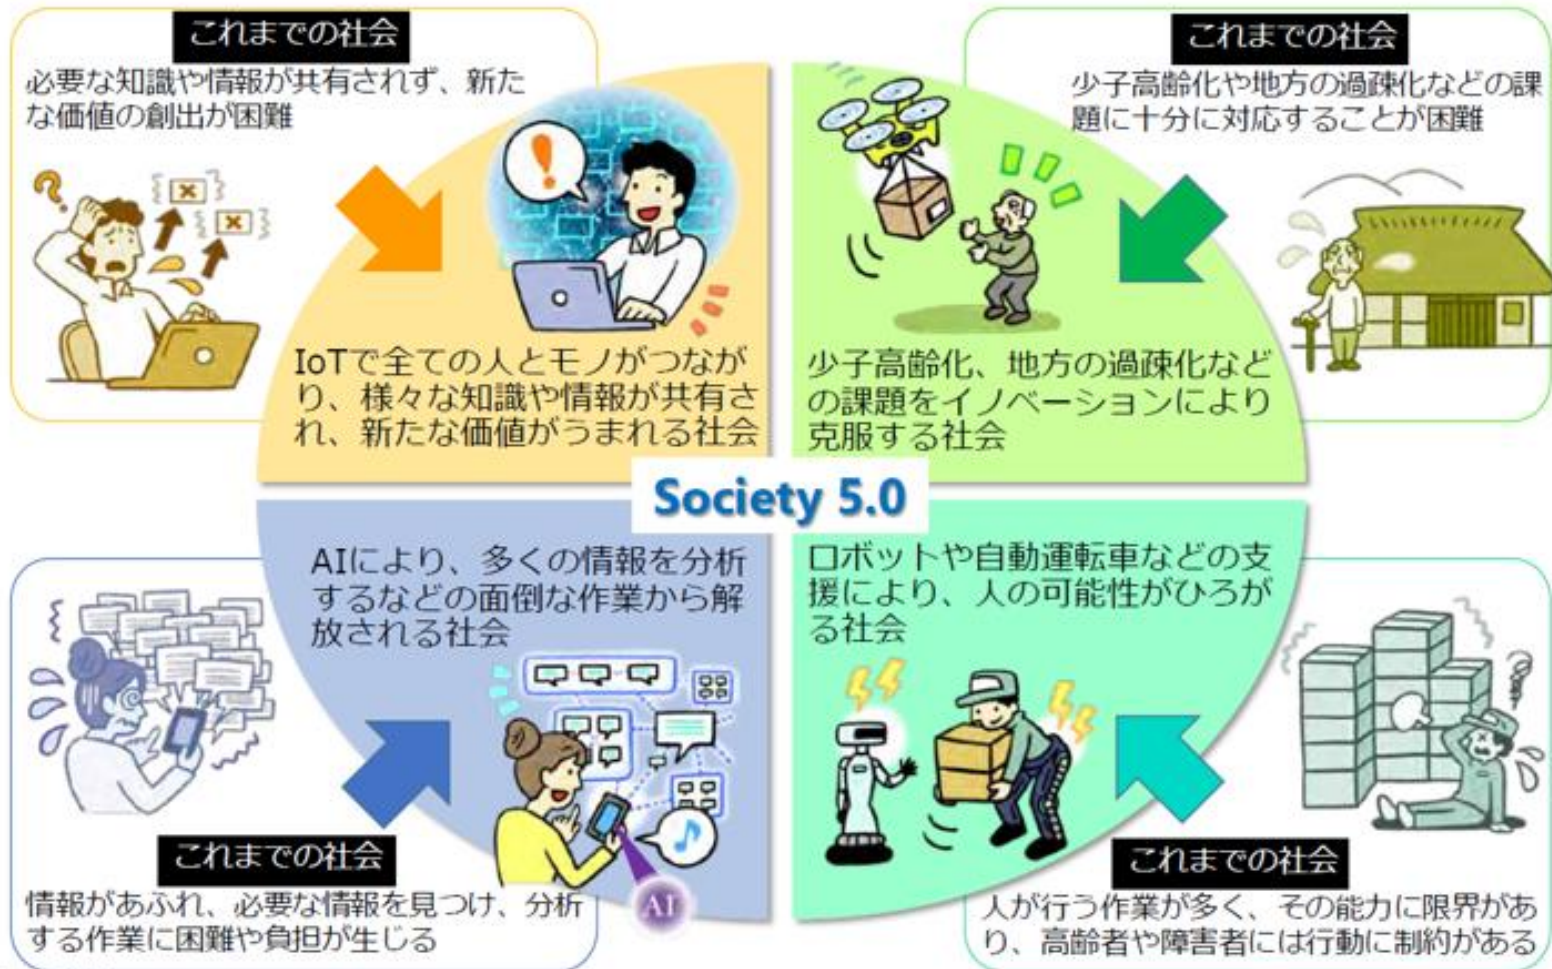 これまでの社会
必要な知識や情報が共有されず、新た
な価値の創出が困難
IoTで全ての人とモノがつなが
り、様々な知識や情報が共有さ
れ、新たな価値がうまれる社会
これまでの社会
少子高齢化や地方の過疎化などの課
題に十分に対応することが困難
少子高齢化、地方の過疎化など
の課題をイノベーションにより
克服する社会
Society 5.0
AIにより、多くの情報を分析
するなどの面倒な作業から解
放される社会
AI
これまでの社会
情報があふれ、必要な情報を見つけ、分析
する作業に困難や負担が生じる
ロボットや自動運転車などの支
援により、人の可能性がひろが
る社会
これまでの社会
人が行う作業が多く、その能力に限界があ
り、高齢者や障害者には行動に制約がある